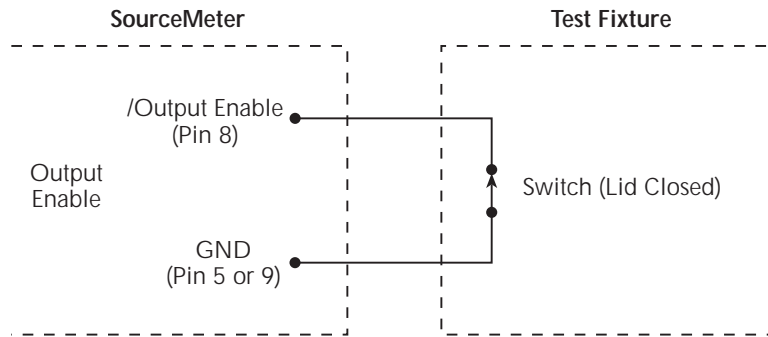 SourceMeter
Test Fixture
/Output Enable
(Pin 8)
Output
Enable
Switch (Lid Closed)
GND
(Pin 5 or 9)